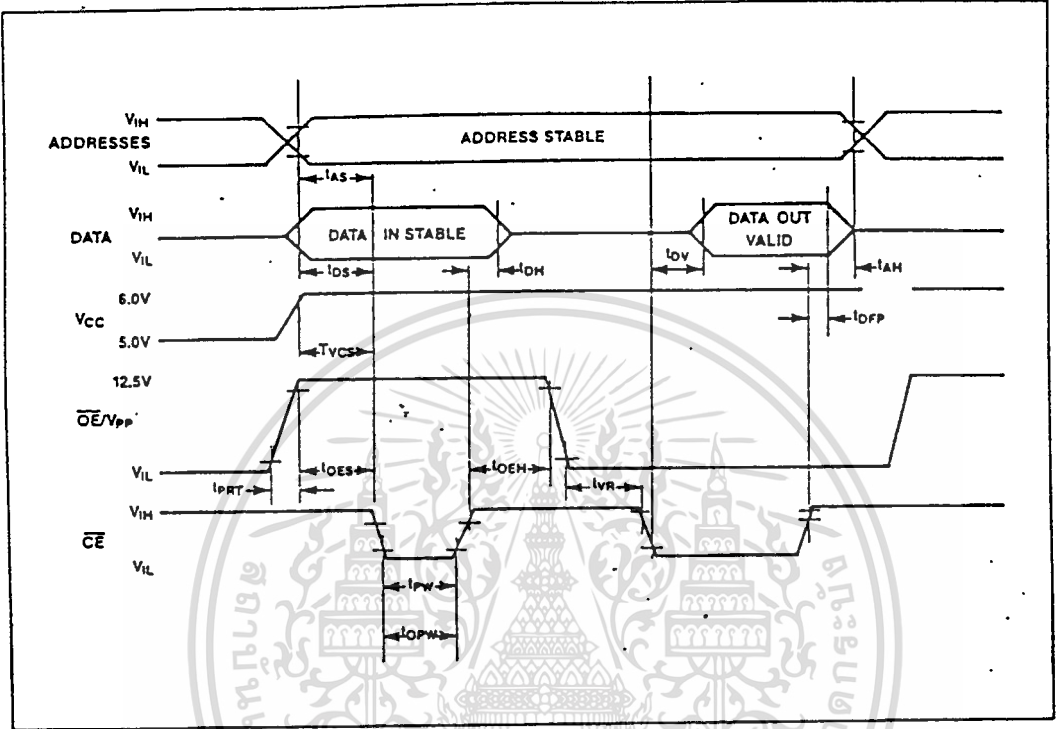 VIH
ADDRESSES
ADDRESS STABLE
VIL
tAS
VIH
DATA
DATA IN STABLE
DATA OUT
VALID
VIL
tDS
tDH
tDV
tAH
6.0V
VCC
tDFP
5.0V
TVCS
12.5V
OE/VPP
VIL
tOES
tOEH
tPRT
tVR
VIH
CE
VIL
tPW
tOPW